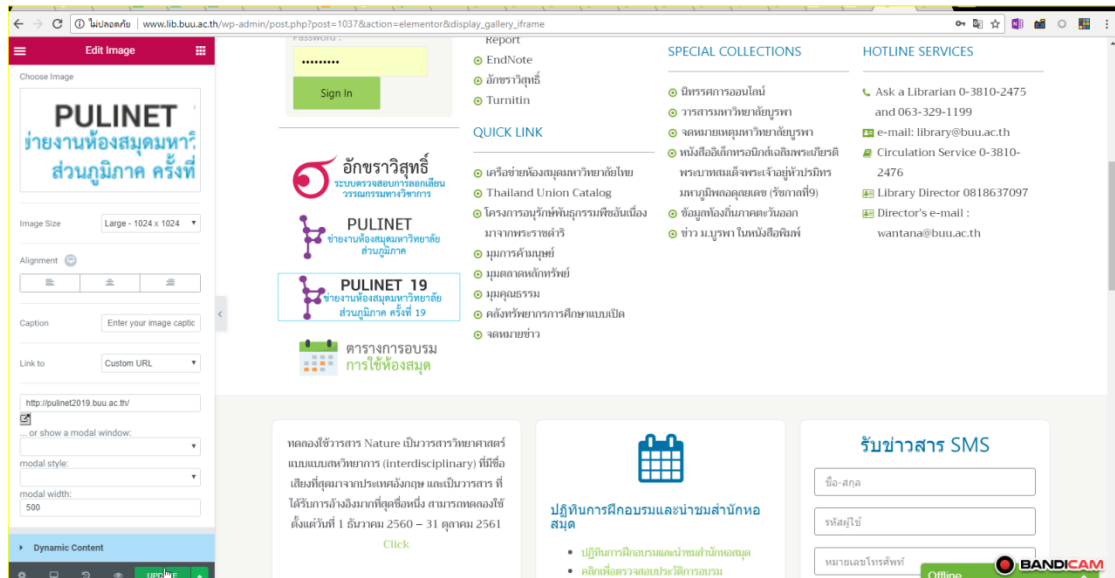 ไม่ปลอดภัย | www.lib.buu.ac.th/wp-admin/post.php?post=1037&action=elementor&display_gallery_iframe
Edit Image
Choose Image
PULINET
ข่ายงานห้องสมุดมหาวิ
ส่วนภูมิภาค ครั้งที่
Image Size
Large - 1024 x 1024
Alignment
Caption
Enter your image captic
Link to
Custom URL
http://pulinet2019.buu.ac.th/
... or show a modal window:
modal style:
modal width:
500
Dynamic Content
UPDATE
Password :
•••••••••
Sign In
อักขราวิสุทธิ์
ระบบตรวจสอบการลอกเลียน
วรรณกรรมทางวิชาการ
PULINET
ข่ายงานห้องสมุดมหาวิทยาลัย
ส่วนภูมิภาค
PULINET 19
ข่ายงานห้องสมุดมหาวิทยาลัย
ส่วนภูมิภาค ครั้งที่ 19
ตารางการอบรม
การใช้ห้องสมุด
Report
EndNote
อักขราวิสุทธิ์
Turnitin
QUICK LINK
เครือข่ายห้องสมุดมหาวิทยาลัยไทย
Thailand Union Catalog
โครงการอนุรักษ์พันธุกรรมพืชอันเนื่อง
มาจากพระราชดำริ
มุมการค้ามนุษย์
มุมตลาดหลักทรัพย์
มุมคุณธรรม
คลังทรัพยากรการศึกษาแบบเปิด
จดหมายข่าว
SPECIAL COLLECTIONS
นิทรรศการออนไลน์
วารสารมหาวิทยาลัยบูรพา
จดหมายเหตุมหาวิทยาลัยบูรพา
หนังสืออิเล็กทรอนิกส์เฉลิมพระเกียรติ
พระบาทสมเด็จพระเจ้าอยู่หัวปรมิทร
มหาภูมิพลอดุลยเดช (รัชกาลที่9)
ข้อมูลท้องถิ่นภาคตะวันออก
ข่าว ม.บูรพา ในหนังสือพิมพ์
HOTLINE SERVICES
Ask a Librarian 0-3810-2475
and 063-329-1199
e-mail: library@buu.ac.th
Circulation Service 0-3810-
2476
Library Director 0818637097
Director's e-mail :
wantana@buu.ac.th
ทดลองใช้วารสาร Nature เป็นวารสารวิทยาศาสตร์
แบบแบบสหวิทยาการ (interdisciplinary) ที่มีชื่อ
เสียงที่สุดมาจากประเทศอังกฤษ และเป็นวารสาร ที่
ได้รับการอ้างอิงมากที่สุดชื่อหนึ่ง สามารถทดลองใช้
ตั้งแต่วันที่ 1 ธันวาคม 2560 – 31 ตุลาคม 2561
Click
ปฏิทินการฝึกอบรมและนำชมสำนักหอ
สมุด
ปฏิทินการฝึกอบรมและนำชมสำนักหอสมุด
คลิกเพื่อตรวจสอบประวัติการอบรม
รับข่าวสาร SMS
ชื่อ-สกุล
รหัสผู้ใช้
หมายเลขโทรศัพท์
Offline
BANDICAM